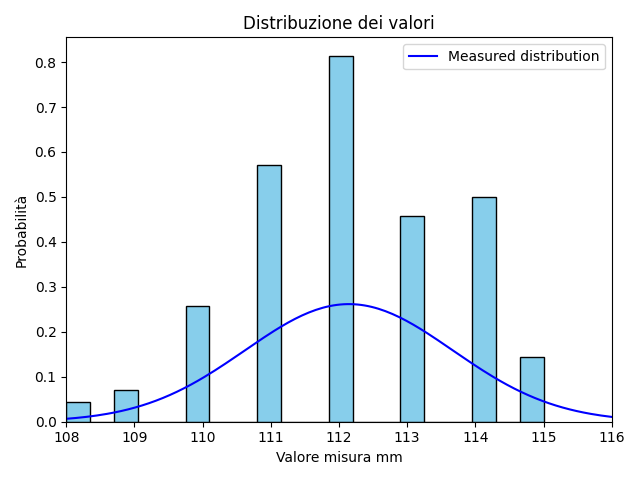 Distribuzione dei valori
Measured distribution
Probabilità
0.8
0.7
0.6
0.5
0.4
0.3
0.2
0.1
0.0
108 109 110 111 112 113 114 115 116
Valore misura mm